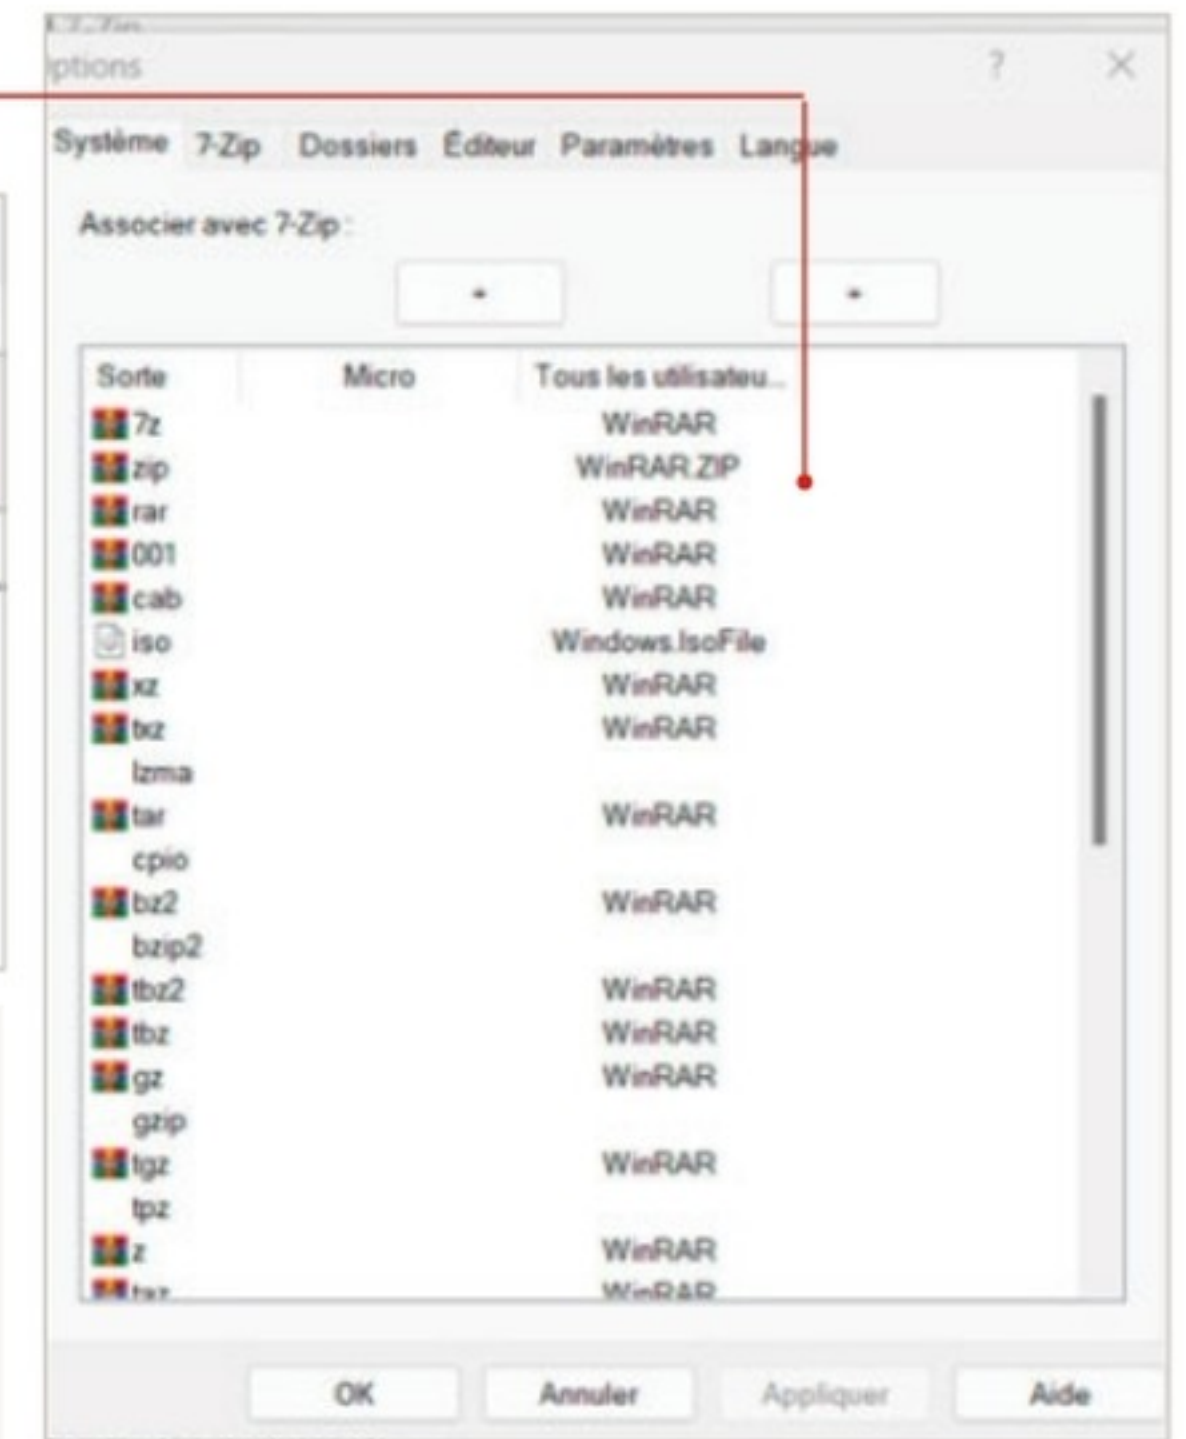 ptions ?
Système 7-Zip Dossiers Éditeur Paramètres Langue
Associer avec 7-Zip :
+ +
Sorte Micro Tous les utilisateu...
7z WinRAR
zip WinRAR.ZIP
rar WinRAR
001 WinRAR
cab WinRAR
iso Windows.IsoFile
xz WinRAR
txz WinRAR
lzma
tar WinRAR
cpio
bz2 WinRAR
bzip2
tbz2 WinRAR
tbz WinRAR
gz WinRAR
gzip
tgz WinRAR
tpz
z WinRAR
taz WinRAR
OK Annuler Appliquer Aide